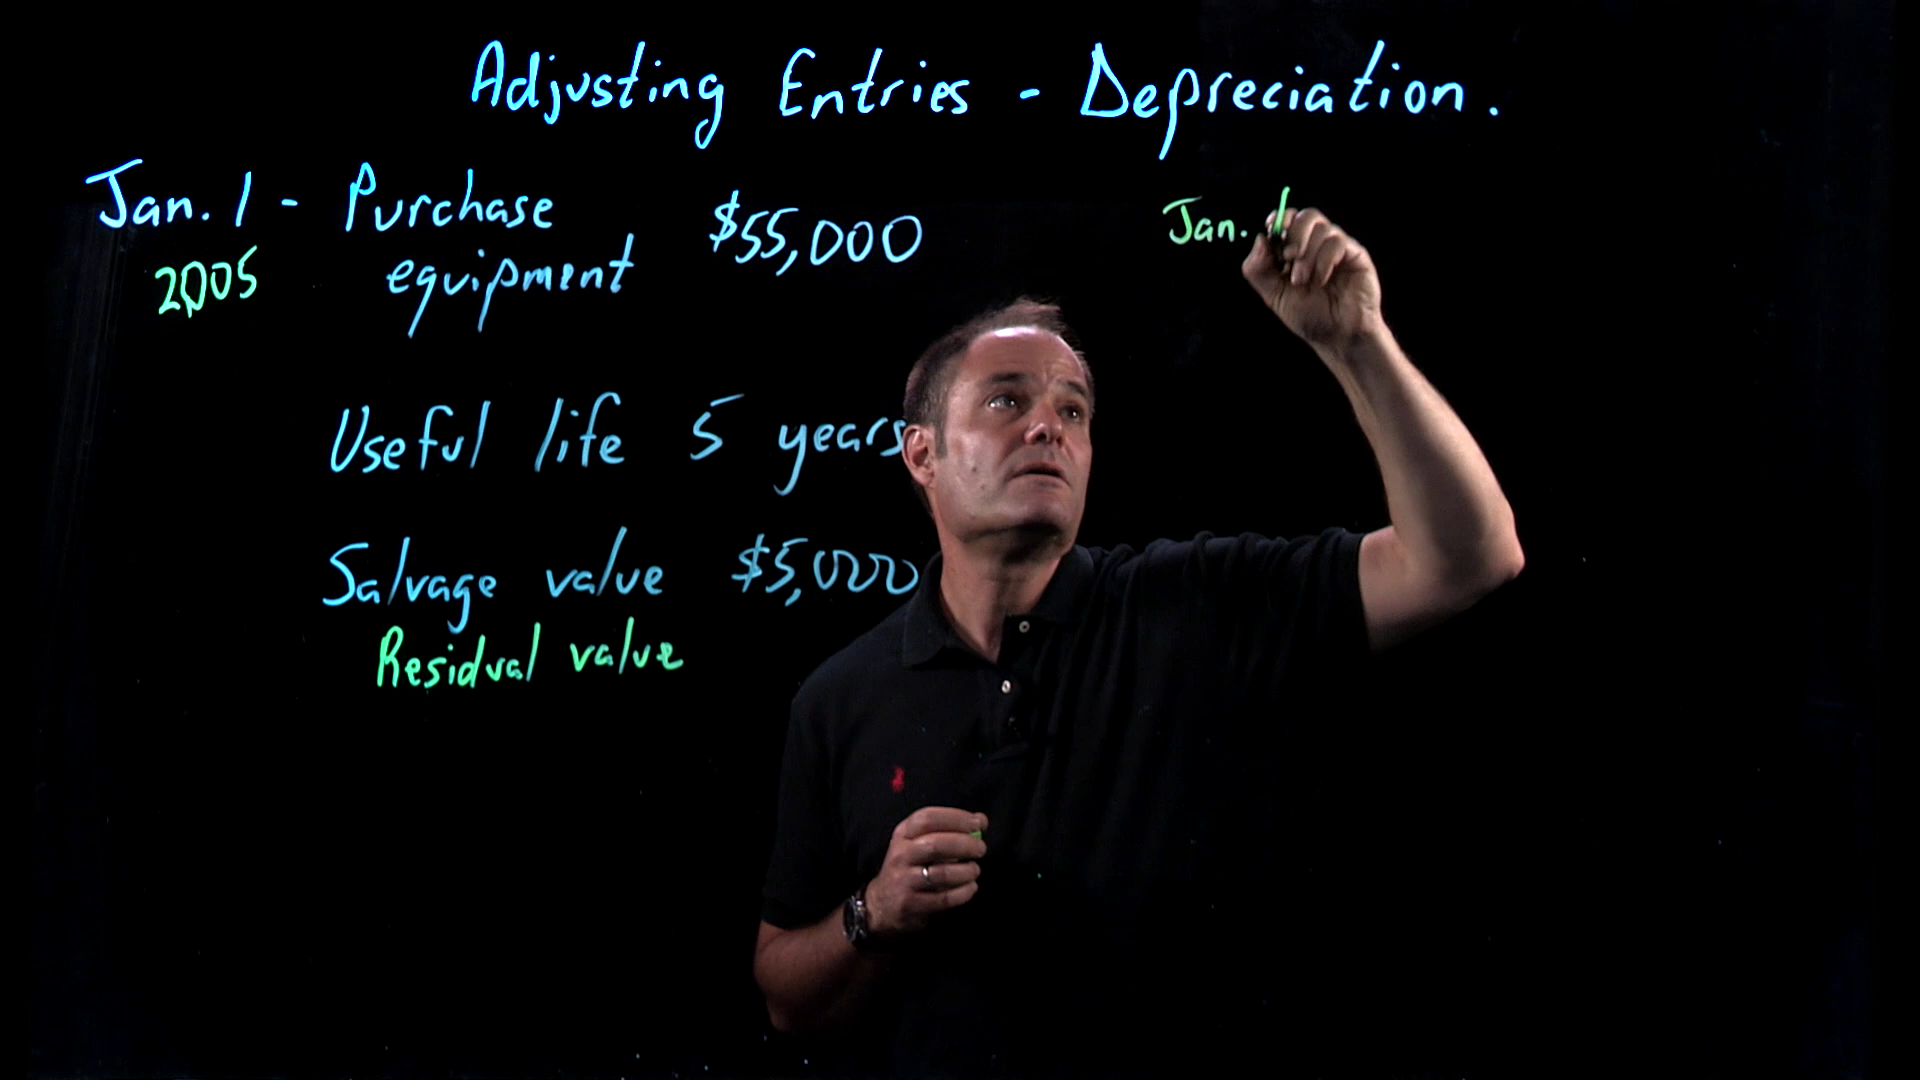 Adjusting Entries - Depreciation.
Jan. 1 - Purchase
equipment $55,000
2005
Useful life 5 years
Salvage value $5,000
Residual value
Jan. 1